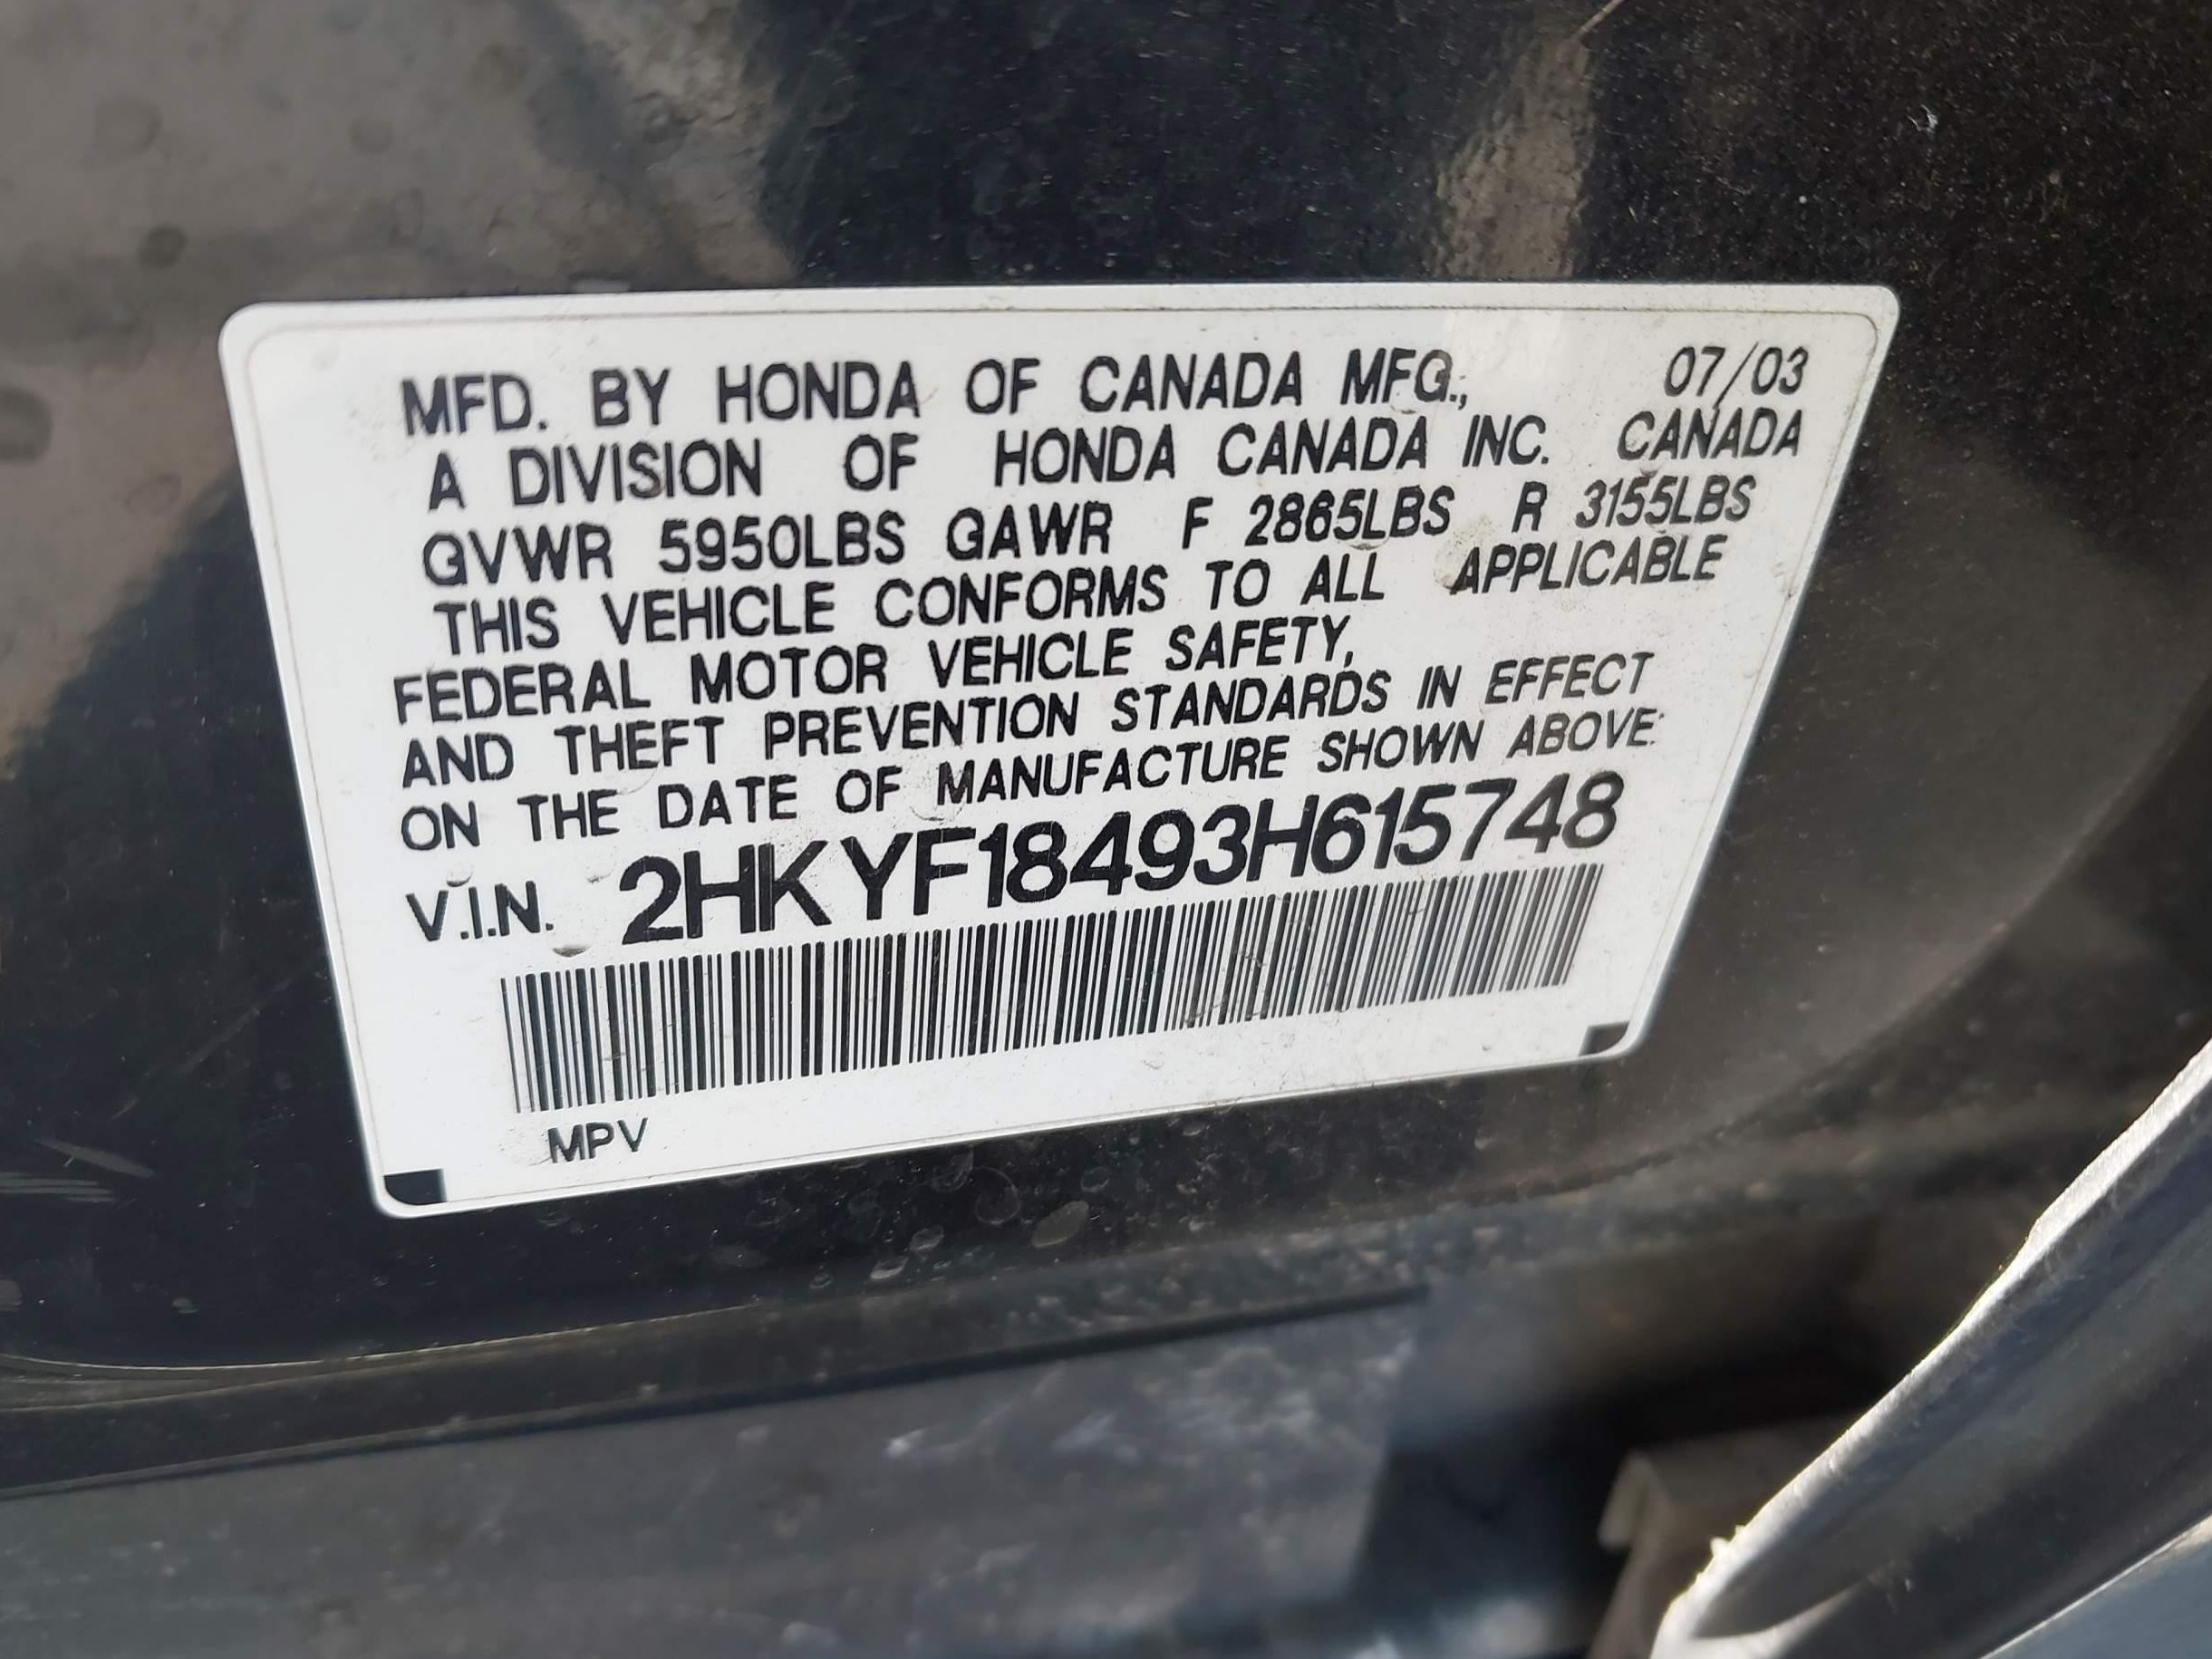 MFD. BY HONDA OF CANADA MFG., 07/03
A DIVISION OF HONDA CANADA INC. CANADA
GVWR 5950LBS GAWR F 2865LBS R 3155LBS
THIS VEHICLE CONFORMS TO ALL APPLICABLE
FEDERAL MOTOR VEHICLE SAFETY,
AND THEFT PREVENTION STANDARDS IN EFFECT
ON THE DATE OF MANUFACTURE SHOWN ABOVE.
V.I.N. 2HKYF18493H615748
MPV